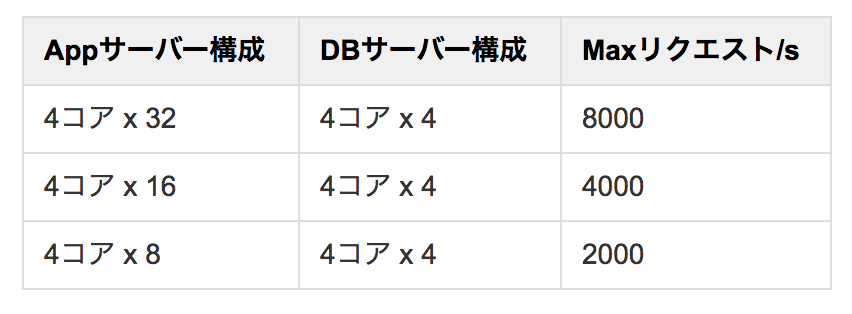 Appサーバー構成 DBサーバー構成 Maxリクエスト/s
4コア x 32 4コア x 4 8000
4コア x 16 4コア x 4 4000
4コア x 8 4コア x 4 2000